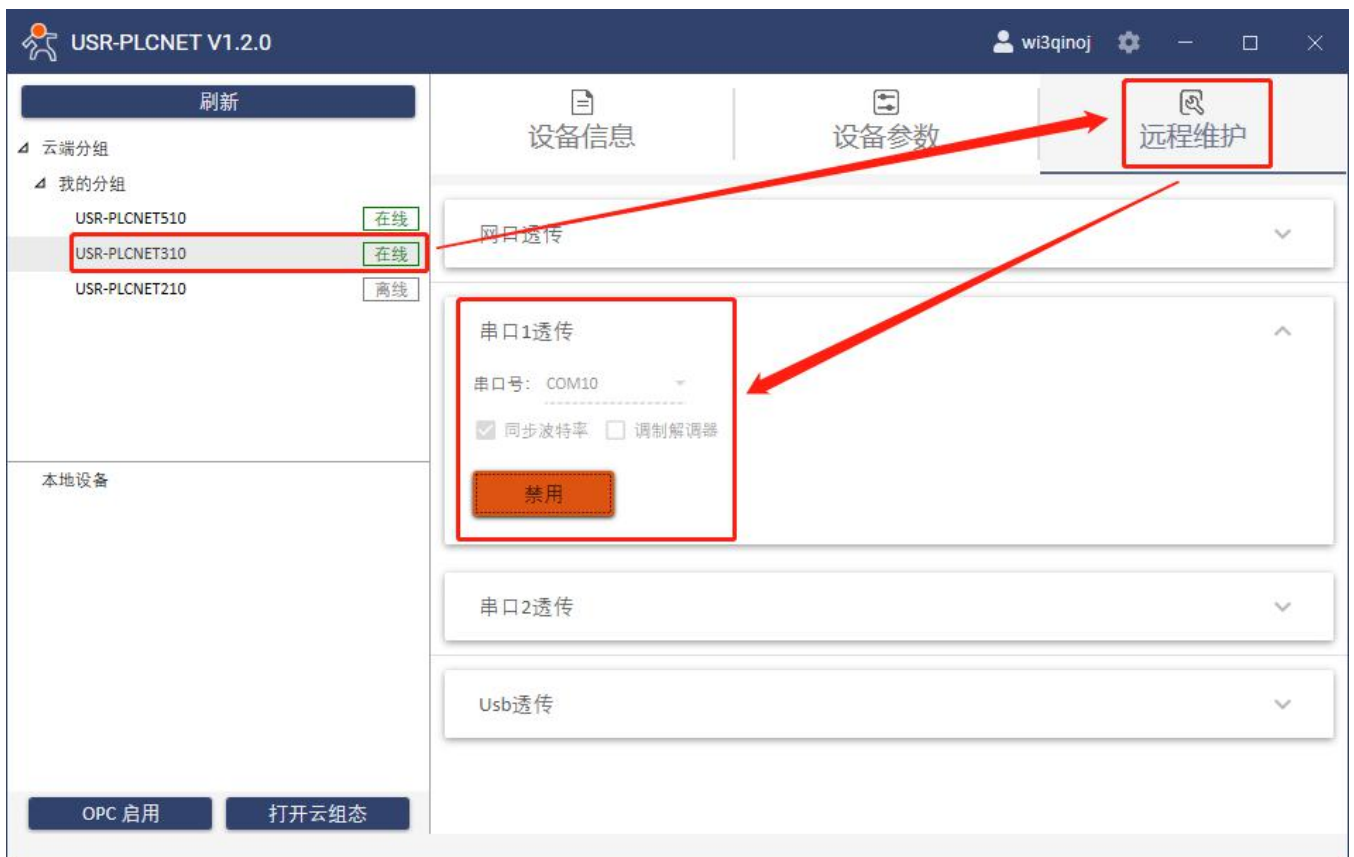 USR-PLCNET V1.2.0
wi3qinoj
刷新
云端分组
我的分组
USR-PLCNET510 在线
USR-PLCNET310 在线
USR-PLCNET210 离线
本地设备
OPC 启用 打开云组态
设备信息 设备参数 远程维护
网口透传
串口1透传
串口号: COM10
同步波特率 调制解调器
禁用
串口2透传
Usb透传